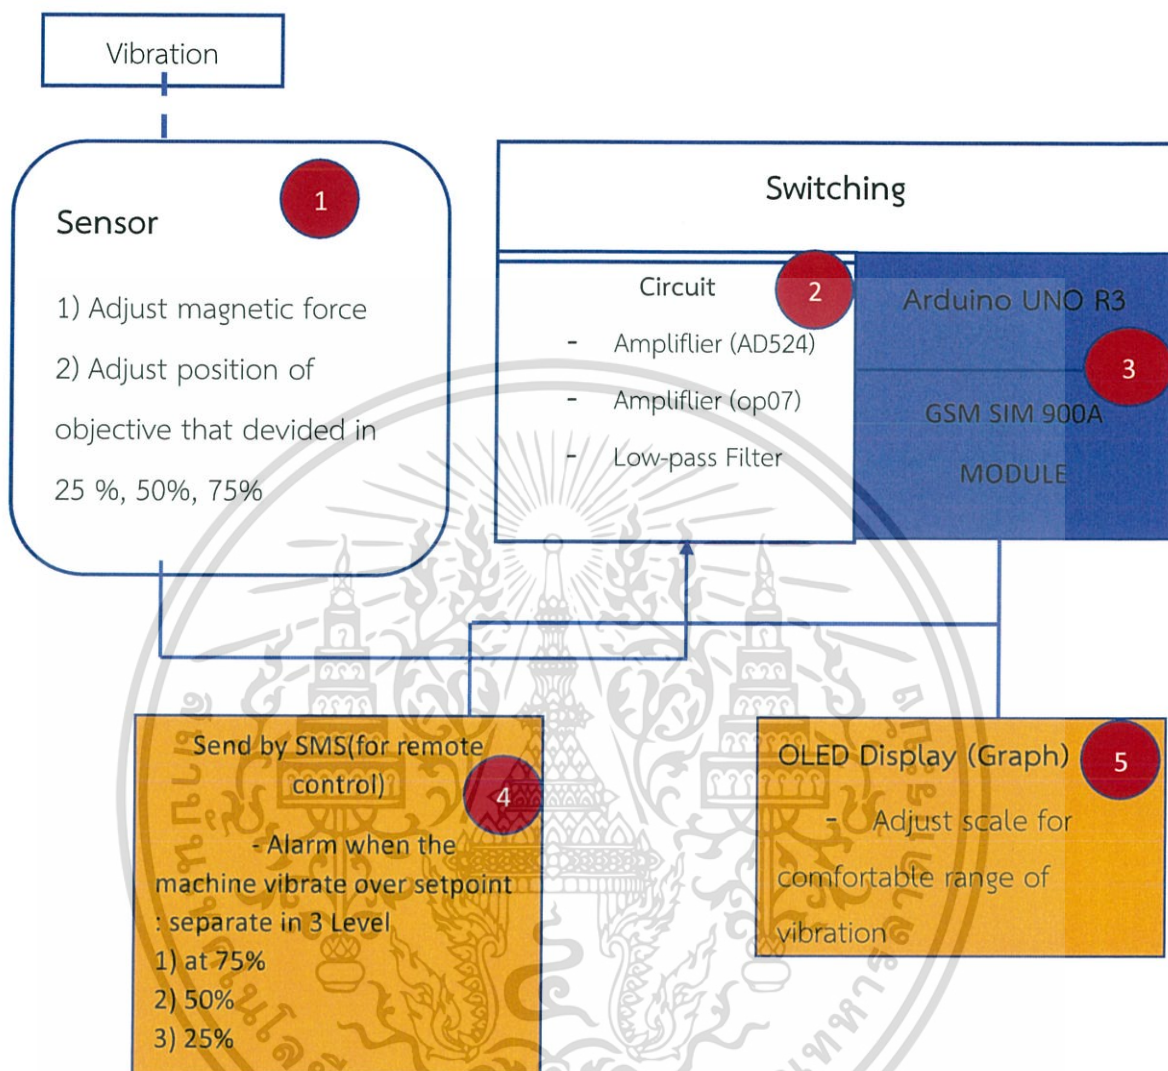 Vibration
1
Sensor
1) Adjust magnetic force
2) Adjust position of
objective that devided in
25 %, 50%, 75%
Switching
Circuit
2
- Ampliflier (AD524)
- Ampliflier (op07)
- Low-pass Filter
Arduino UNO R3
3
GSM SIM 900A
MODULE
Send by SMS(for remote
control)
4
- Alarm when the
machine vibrate over setpoint
: separate in 3 Level
1) at 75%
2) 50%
3) 25%
OLED Display (Graph)
5
- Adjust scale for
comfortable range of
vibration